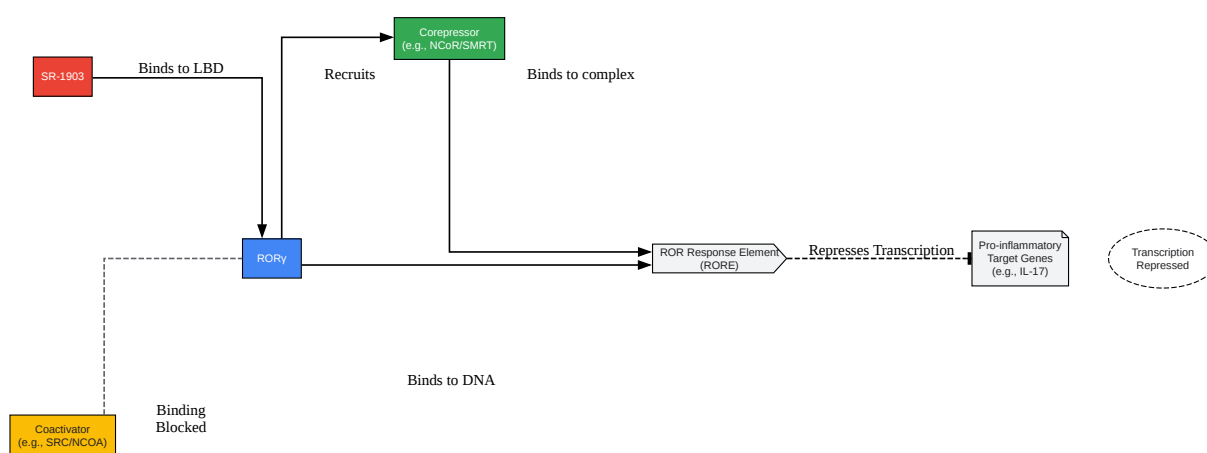 Corepressor
(e.g., NCoR/SMRT)
SR-1903
Binds to LBD
Recruits
Binds to complex
RORγ
ROR Response Element
(RORE)
Represses Transcription
Pro-inflammatory
Target Genes
(e.g., IL-17)
Transcription
Repressed
Binds to DNA
Binding
Blocked
Coactivator
(e.g., SRC/NCOA)